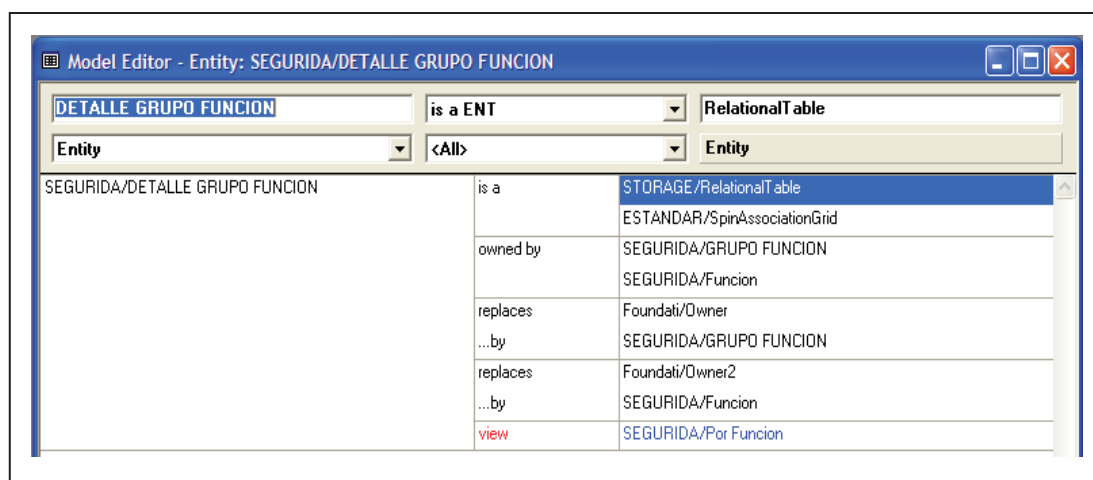 Model Editor - Entity: SEGURIDA/DETALLE GRUPO FUNCION
DETALLE GRUPO FUNCION is a ENT RelationalTable
Entity <All> Entity
SEGURIDA/DETALLE GRUPO FUNCION is a STORAGE/RelationalTable
ESTANDAR/SpinAssociationGrid
owned by SEGURIDA/GRUPO FUNCION
SEGURIDA/Funcion
replaces Foundati/Owner
...by SEGURIDA/GRUPO FUNCION
replaces Foundati/Owner2
...by SEGURIDA/Funcion
view SEGURIDA/Por Funcion